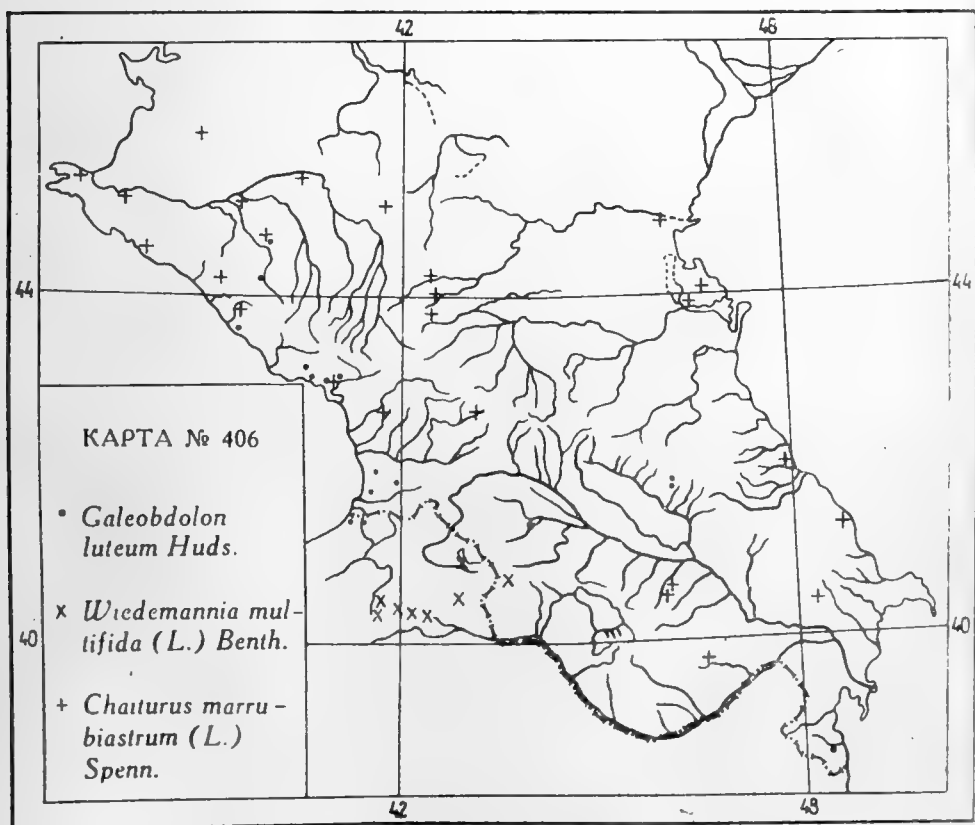 42
48
44
44
КАРТА № 406
• Galeobdolon
luteum Huds.
x Wiedemannia mul-
tifida (L.) Benth.
+ Chaiturus marru-
biastrum (L.)
Spenn.
40
40
42
48